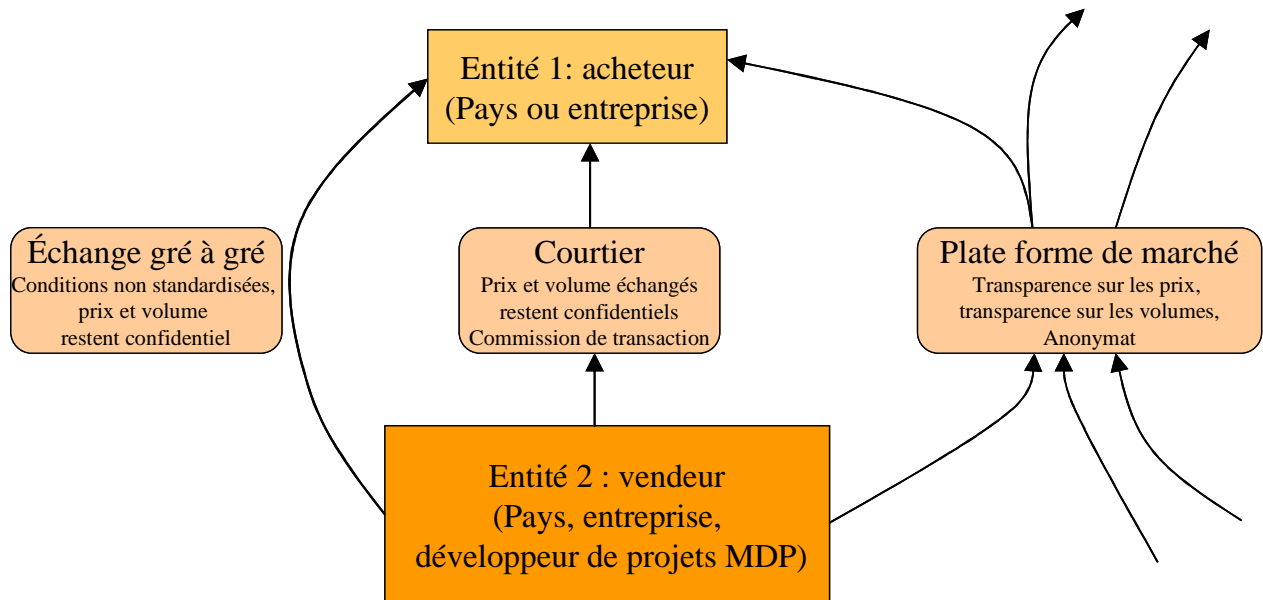 Entité 1: acheteur
(Pays ou entreprise)
Échange gré à gré
Conditions non standardisées,
prix et volume
restent confidentiel
Courtier
Prix et volume échangés
restent confidentiels
Commission de transaction
Plate forme de marché
Transparence sur les prix,
transparence sur les volumes,
Anonymat
Entité 2 : vendeur
(Pays, entreprise,
développeur de projets MDP)